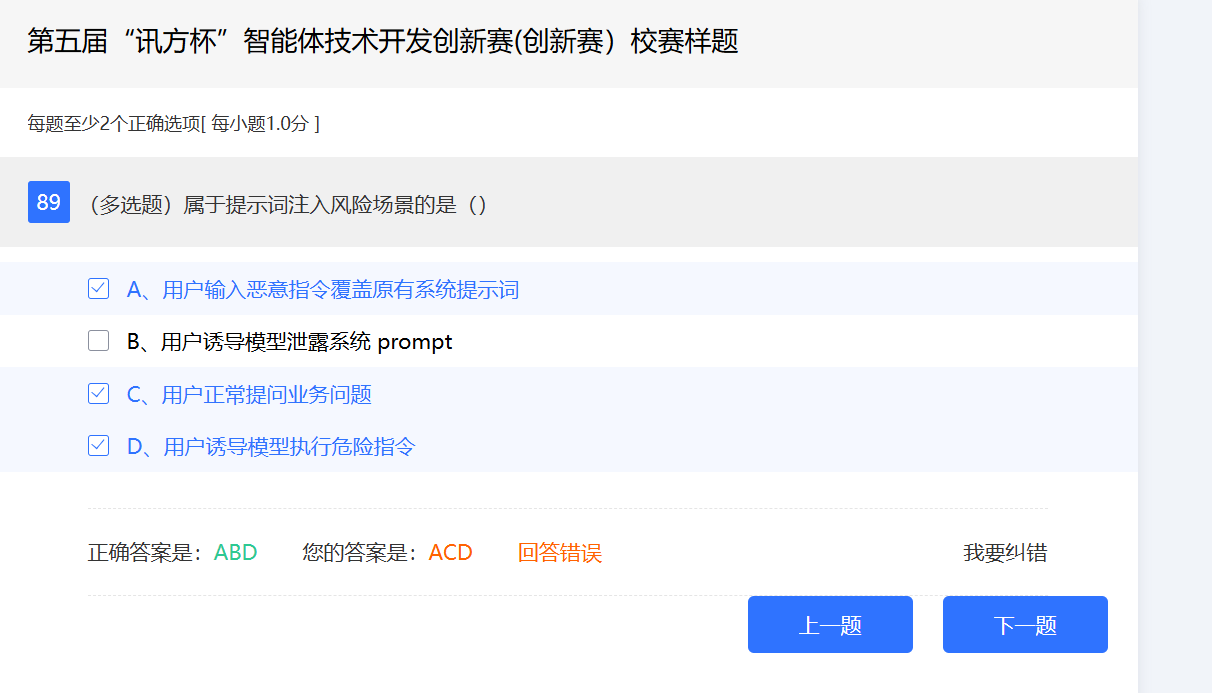 第五届“讯方杯”智能体技术开发创新赛(创新赛）校赛样题
每题至少2个正确选项[ 每小题1.0分 ]
89 （多选题）属于提示词注入风险场景的是（）
A、用户输入恶意指令覆盖原有系统提示词
B、用户诱导模型泄露系统 prompt
C、用户正常提问业务问题
D、用户诱导模型执行危险指令
正确答案是：ABD 您的答案是：ACD 回答错误 我要纠错
上一题 下一题